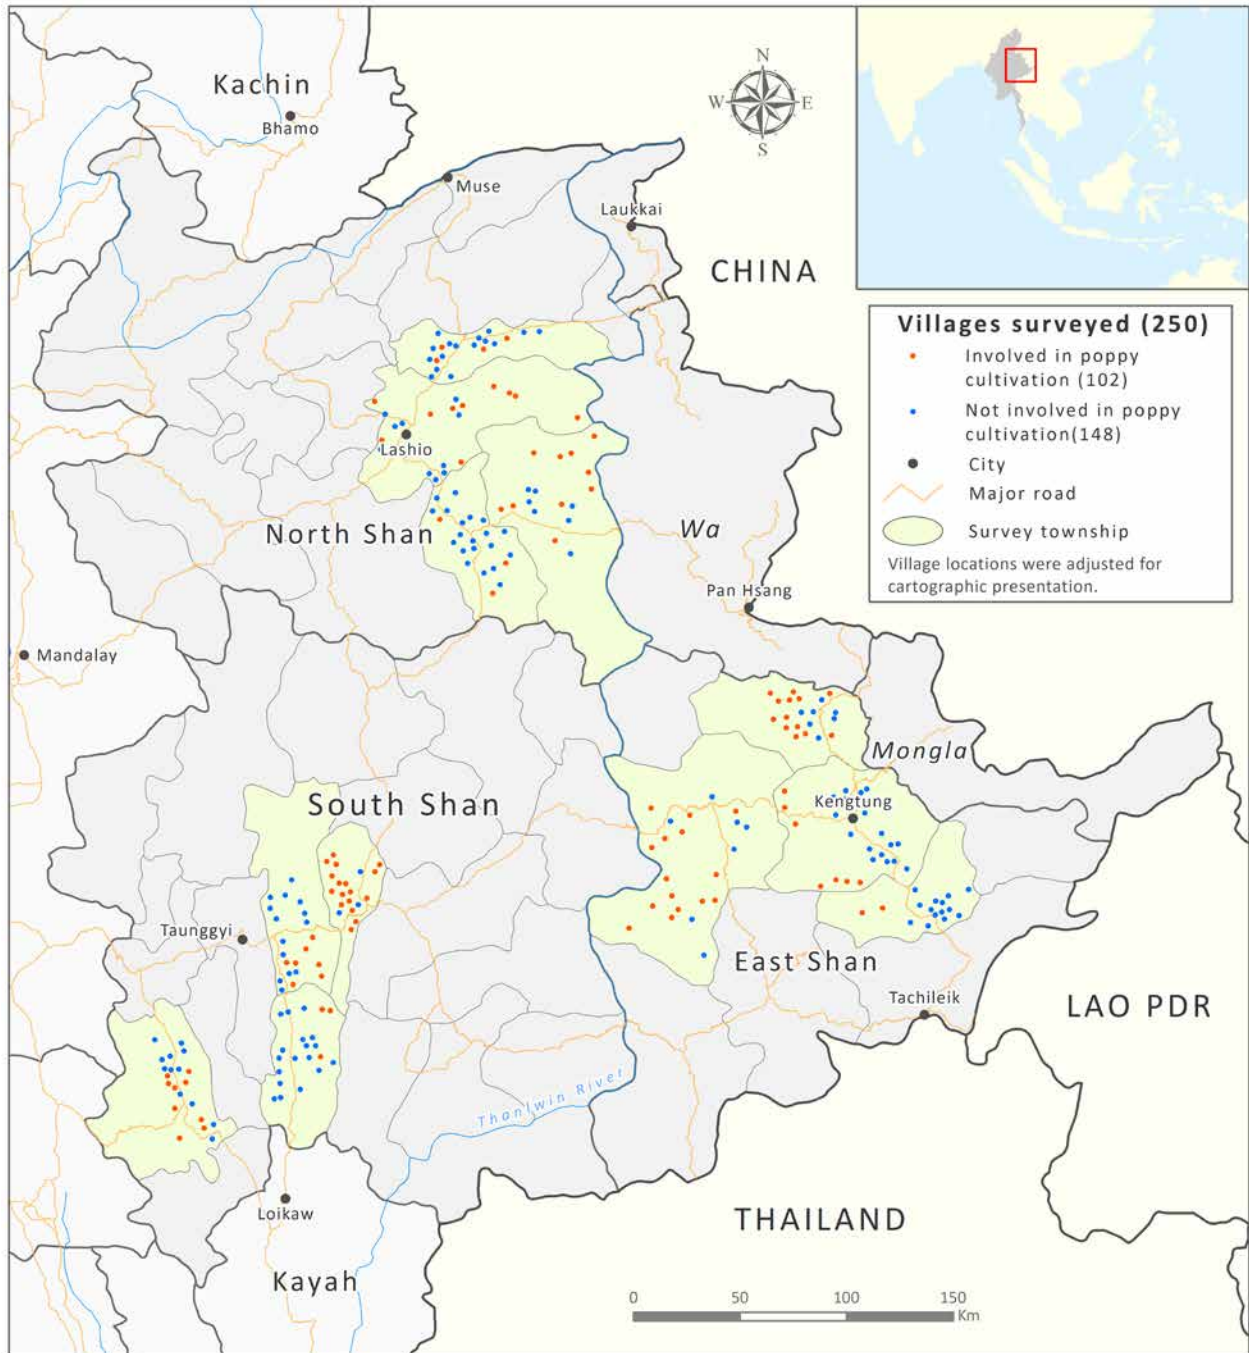 Kachin
Bhamo
N
W
E
S
Muse
Laukkai
CHINA
Villages surveyed (250)
Involved in poppy
cultivation (102)
Not involved in poppy
cultivation(148)
City
Major road
Survey township
Village locations were adjusted for
cartographic presentation.
Lashio
North Shan
Wa
Pan Hsang
Mandalay
Mongla
South Shan
Kengtung
Taunggyi
East Shan
Tachileik
LAO PDR
Thanlwin River
Loikaw
THAILAND
Kayah
0
50
100
150
Km